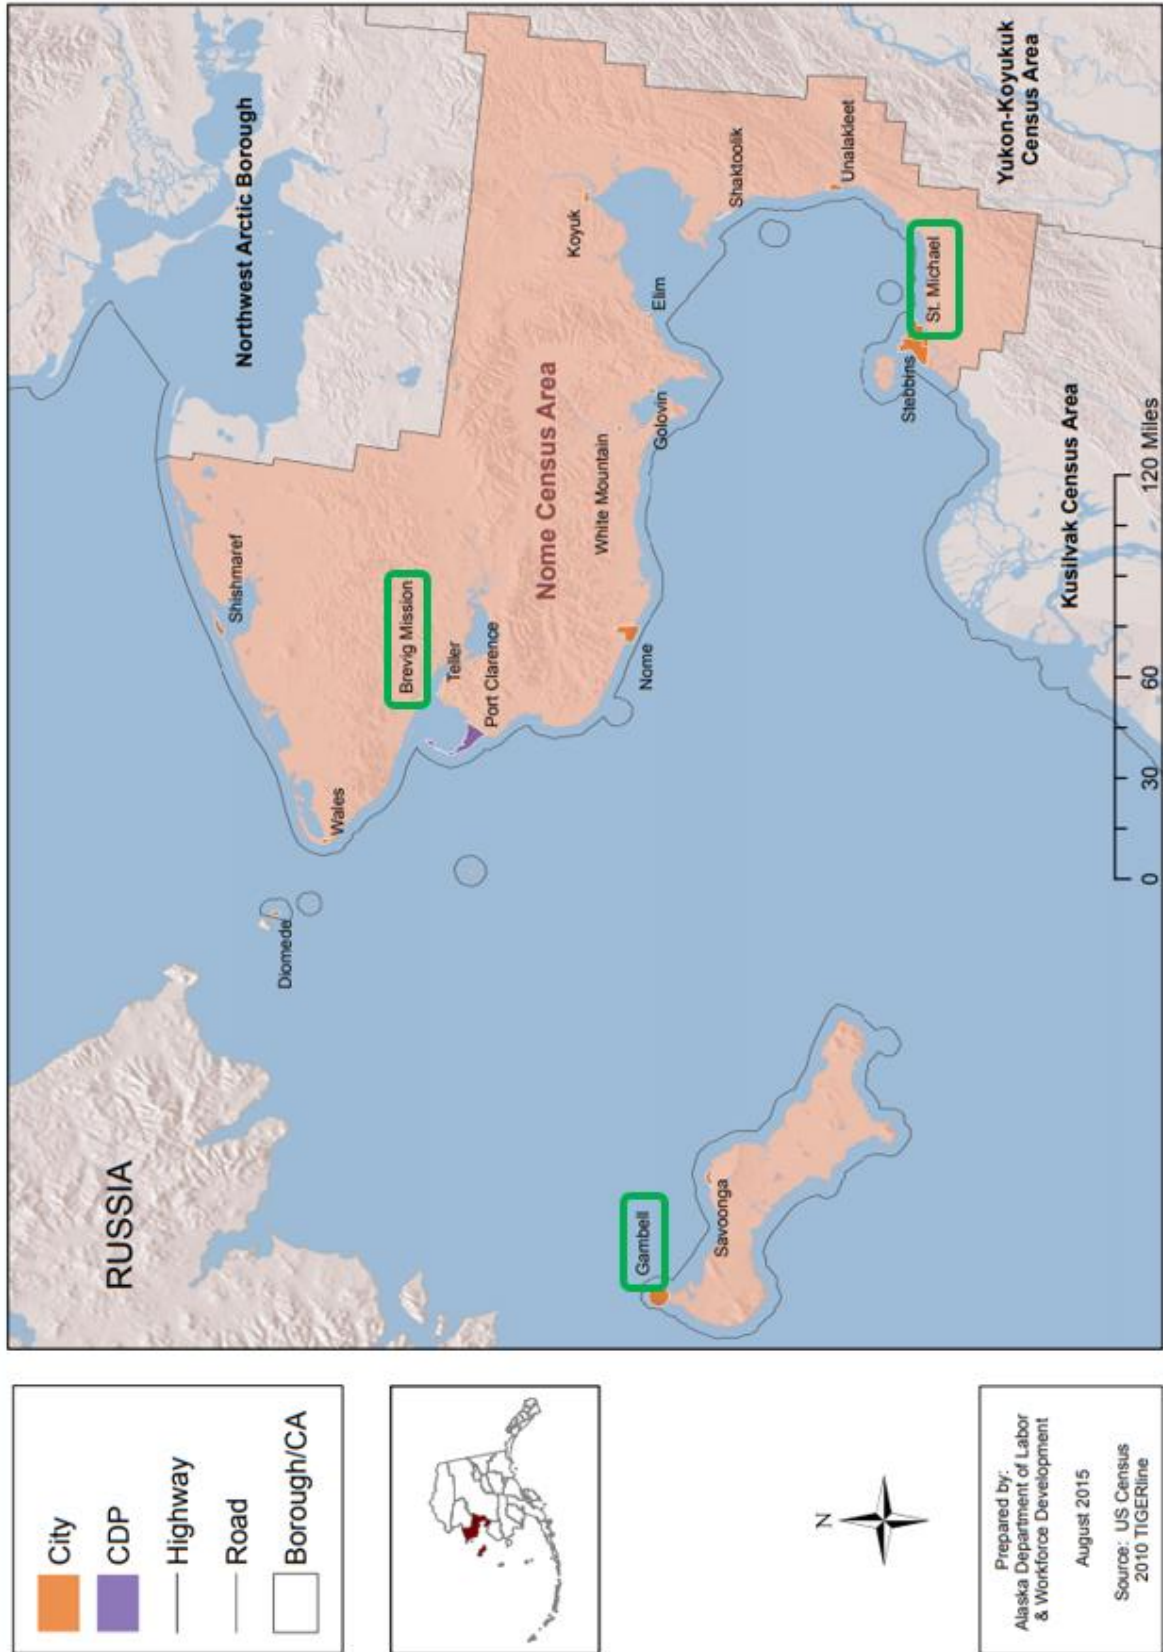 City
CDP
Highway
Road
Borough/CA
N
Prepared by:
Alaska Department of Labor
& Workforce Development
August 2015
Source: US Census
2010 TIGERline
RUSSIA
Northwest Arctic Borough
Shishmaref
Diomede
Wales
Brevig Mission
Teller
Port Clarence
Nome Census Area
Koyuk
White Mountain
Nome
Golovin
Elim
Shaktoolik
Unalakleet
Gambell
Savoonga
Stebbins
St. Michael
Yukon-Koyukuk
Census Area
Kusilvak Census Area
0 30 60 120 Miles